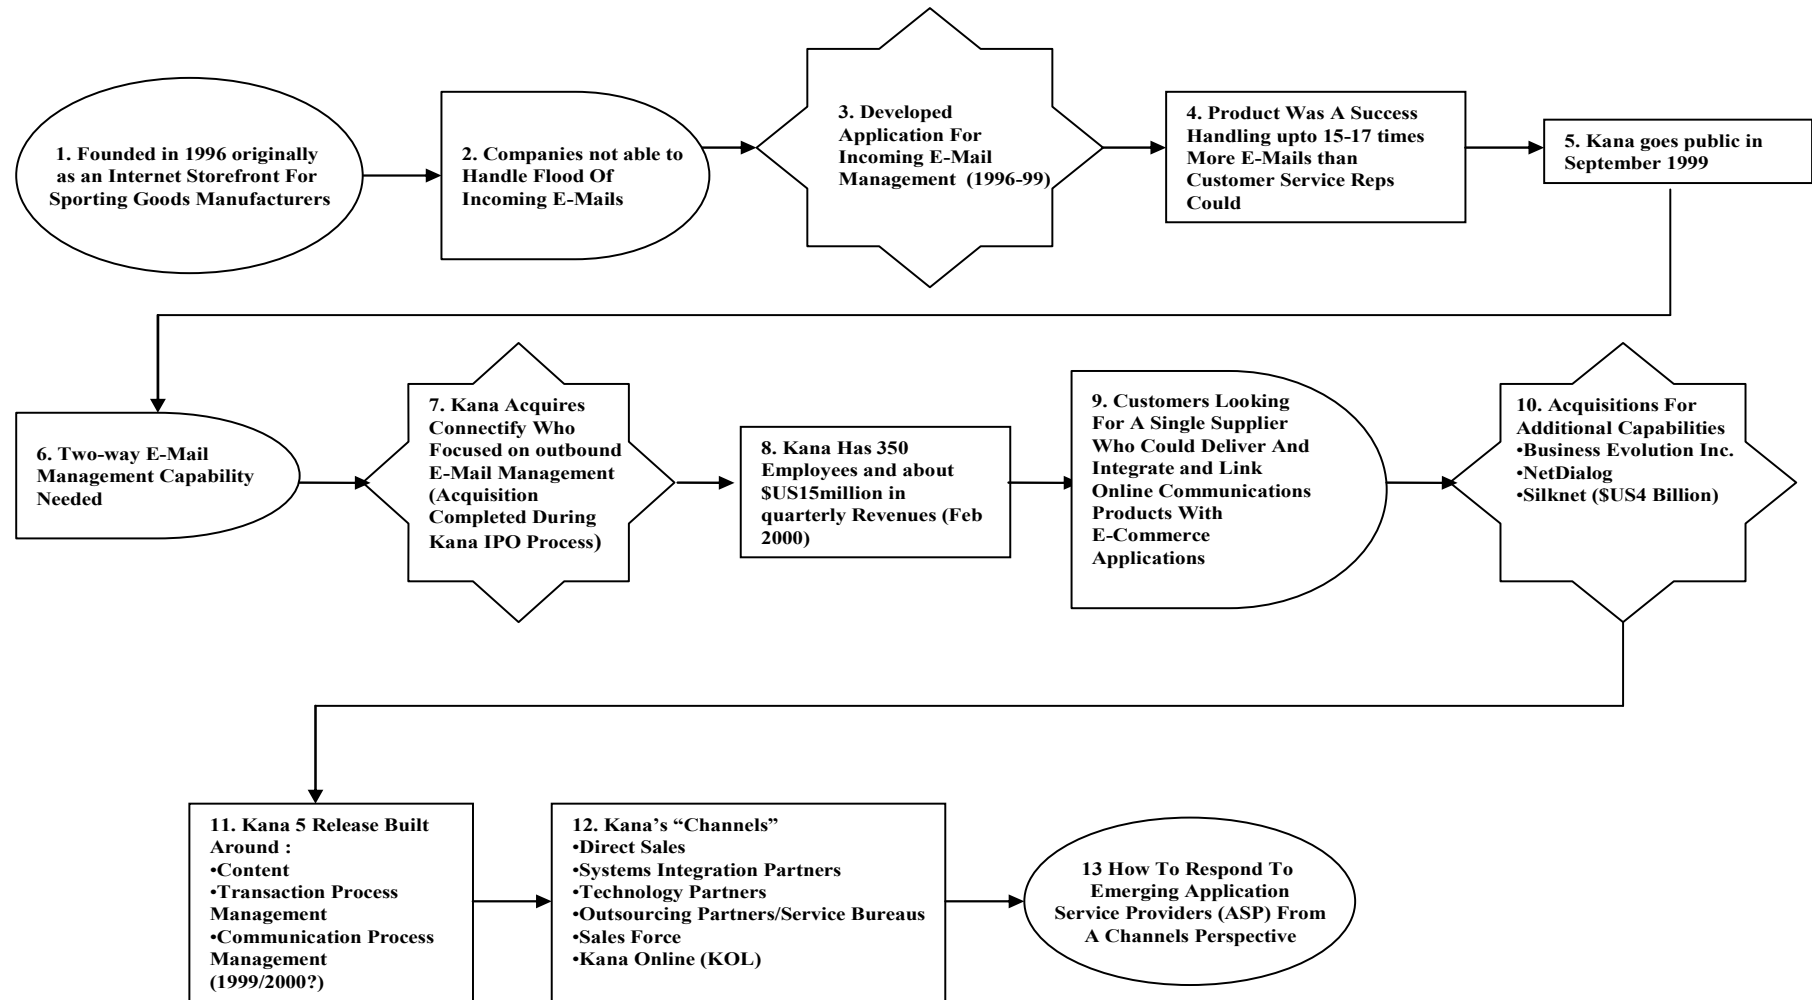 1. Founded in 1996 originally
as an Internet Storefront For
Sporting Goods Manufacturers
2. Companies not able to
Handle Flood Of
Incoming E-Mails
3. Developed
Application For
Incoming E-Mail
Management (1996-99)
4. Product Was A Success
Handling upto 15-17 times
More E-Mails than
Customer Service Reps
Could
5. Kana goes public in
September 1999
6. Two-way E-Mail
Management Capability
Needed
7. Kana Acquires
Connectify Who
Focused on outbound
E-Mail Management
(Acquisition
Completed During
Kana IPO Process)
8. Kana Has 350
Employees and about
$US15million in
quarterly Revenues (Feb
2000)
9. Customers Looking
For A Single Supplier
Who Could Deliver And
Integrate and Link
Online Communications
Products With
E-Commerce
Applications
10. Acquisitions For
Additional Capabilities
•Business Evolution Inc.
•NetDialog
•Silknet ($US4 Billion)
11. Kana 5 Release Built
Around :
•Content
•Transaction Process
Management
•Communication Process
Management
(1999/2000?)
12. Kana’s “Channels”
•Direct Sales
•Systems Integration Partners
•Technology Partners
•Outsourcing Partners/Service Bureaus
•Sales Force
•Kana Online (KOL)
13 How To Respond To
Emerging Application
Service Providers (ASP) From
A Channels Perspective